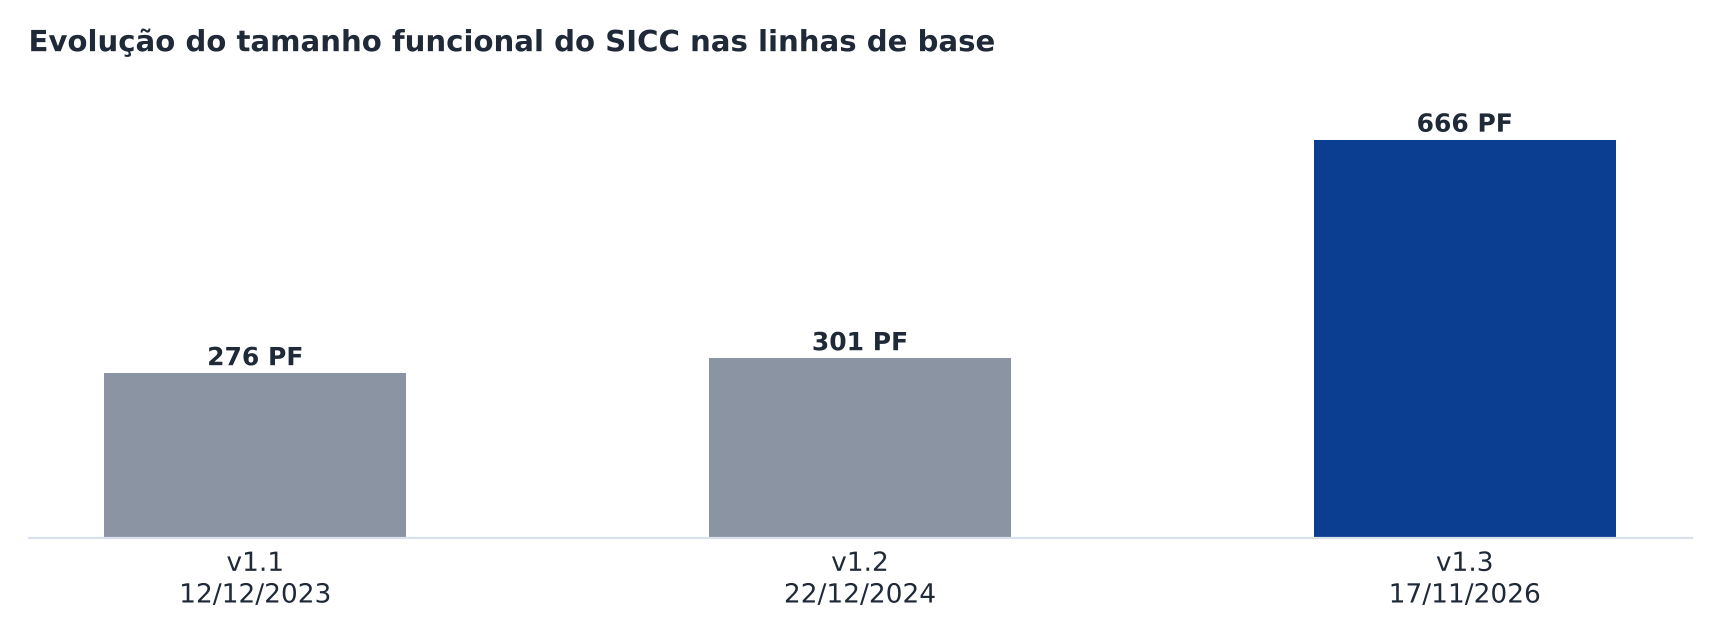 Evolução do tamanho funcional do SICC nas linhas de base
276 PF
301 PF
666 PF
v1.1
12/12/2023
v1.2
22/12/2024
v1.3
17/11/2026